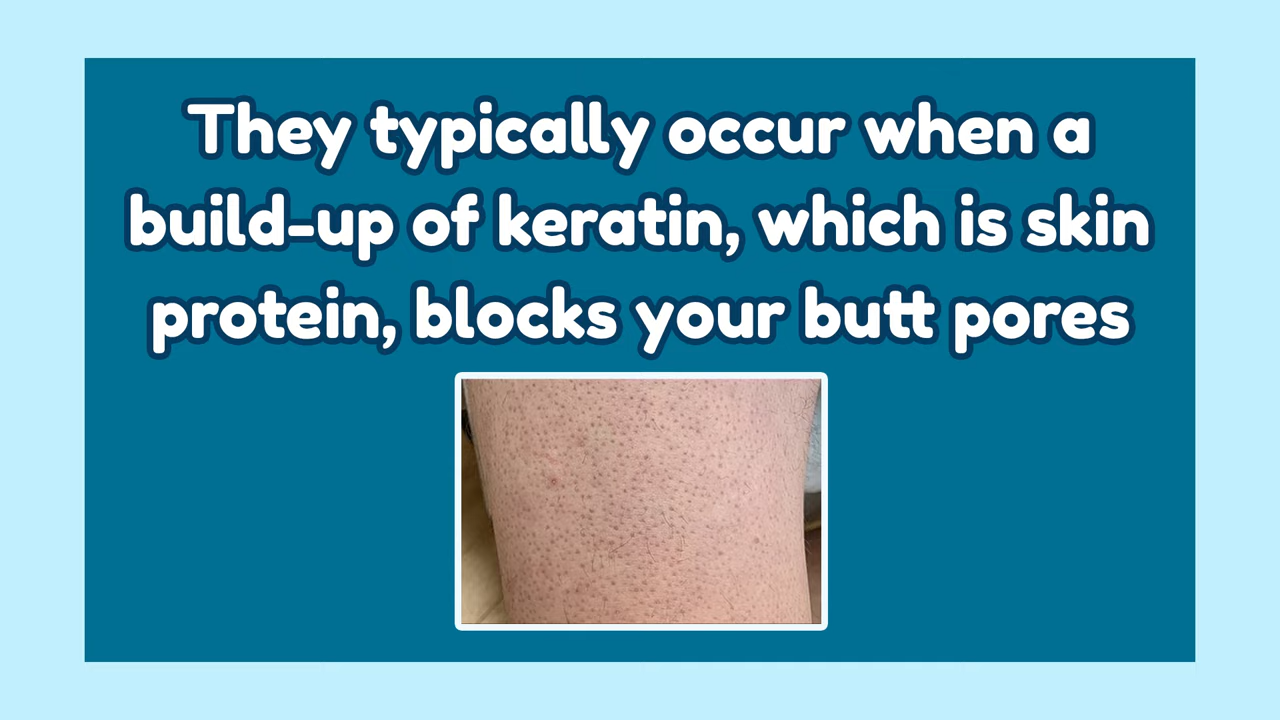 They typically occur when a
build-up of keratin, which is skin
protein, blocks your butt pores